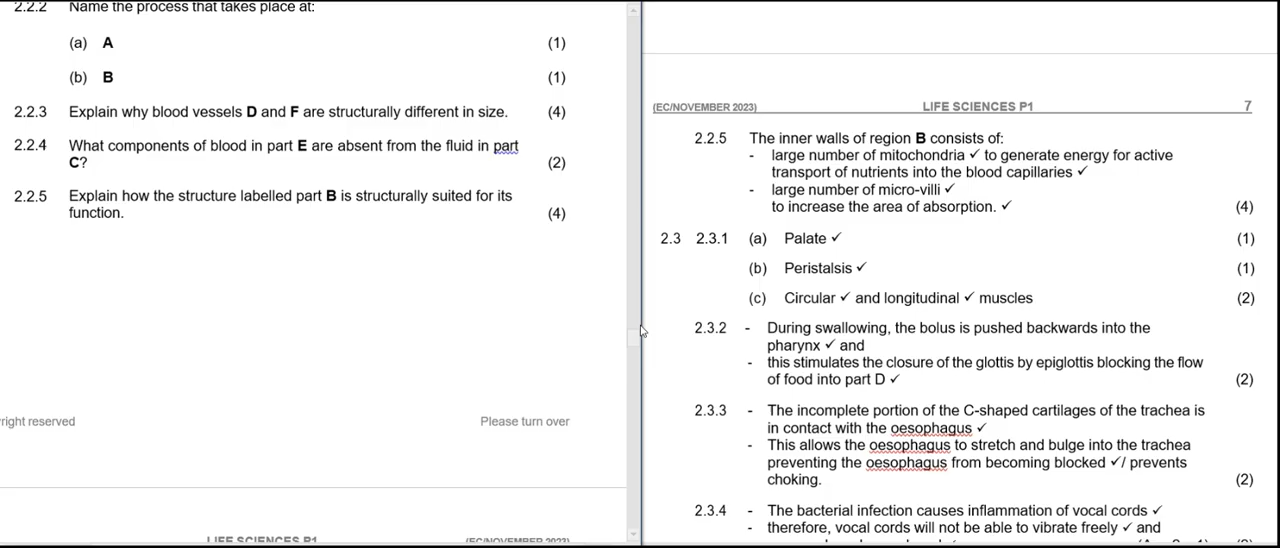 2.2.2 Name the process that takes place at:
(a) A (1)
(b) B (1)
2.2.3 Explain why blood vessels D and F are structurally different in size. (4)
2.2.4 What components of blood in part E are absent from the fluid in part
C? (2)
2.2.5 Explain how the structure labelled part B is structurally suited for its
function. (4)
right reserved Please turn over
LIFE SCIENCES P1 (EC/NOVEMBER 2023)
(EC/NOVEMBER 2023) LIFE SCIENCES P1 7
2.2.5 The inner walls of region B consists of:
- large number of mitochondria ✓ to generate energy for active
transport of nutrients into the blood capillaries ✓
- large number of micro-villi ✓
to increase the area of absorption. ✓ (4)
2.3 2.3.1 (a) Palate ✓ (1)
(b) Peristalsis ✓ (1)
(c) Circular ✓ and longitudinal ✓ muscles (2)
2.3.2 - During swallowing, the bolus is pushed backwards into the
pharynx ✓ and
- this stimulates the closure of the glottis by epiglottis blocking the flow
of food into part D ✓ (2)
2.3.3 - The incomplete portion of the C-shaped cartilages of the trachea is
in contact with the oesophagus ✓
- This allows the oesophagus to stretch and bulge into the trachea
preventing the oesophagus from becoming blocked ✓/ prevents
choking. (2)
2.3.4 - The bacterial infection causes inflammation of vocal cords ✓
- therefore, vocal cords will not be able to vibrate freely ✓ and